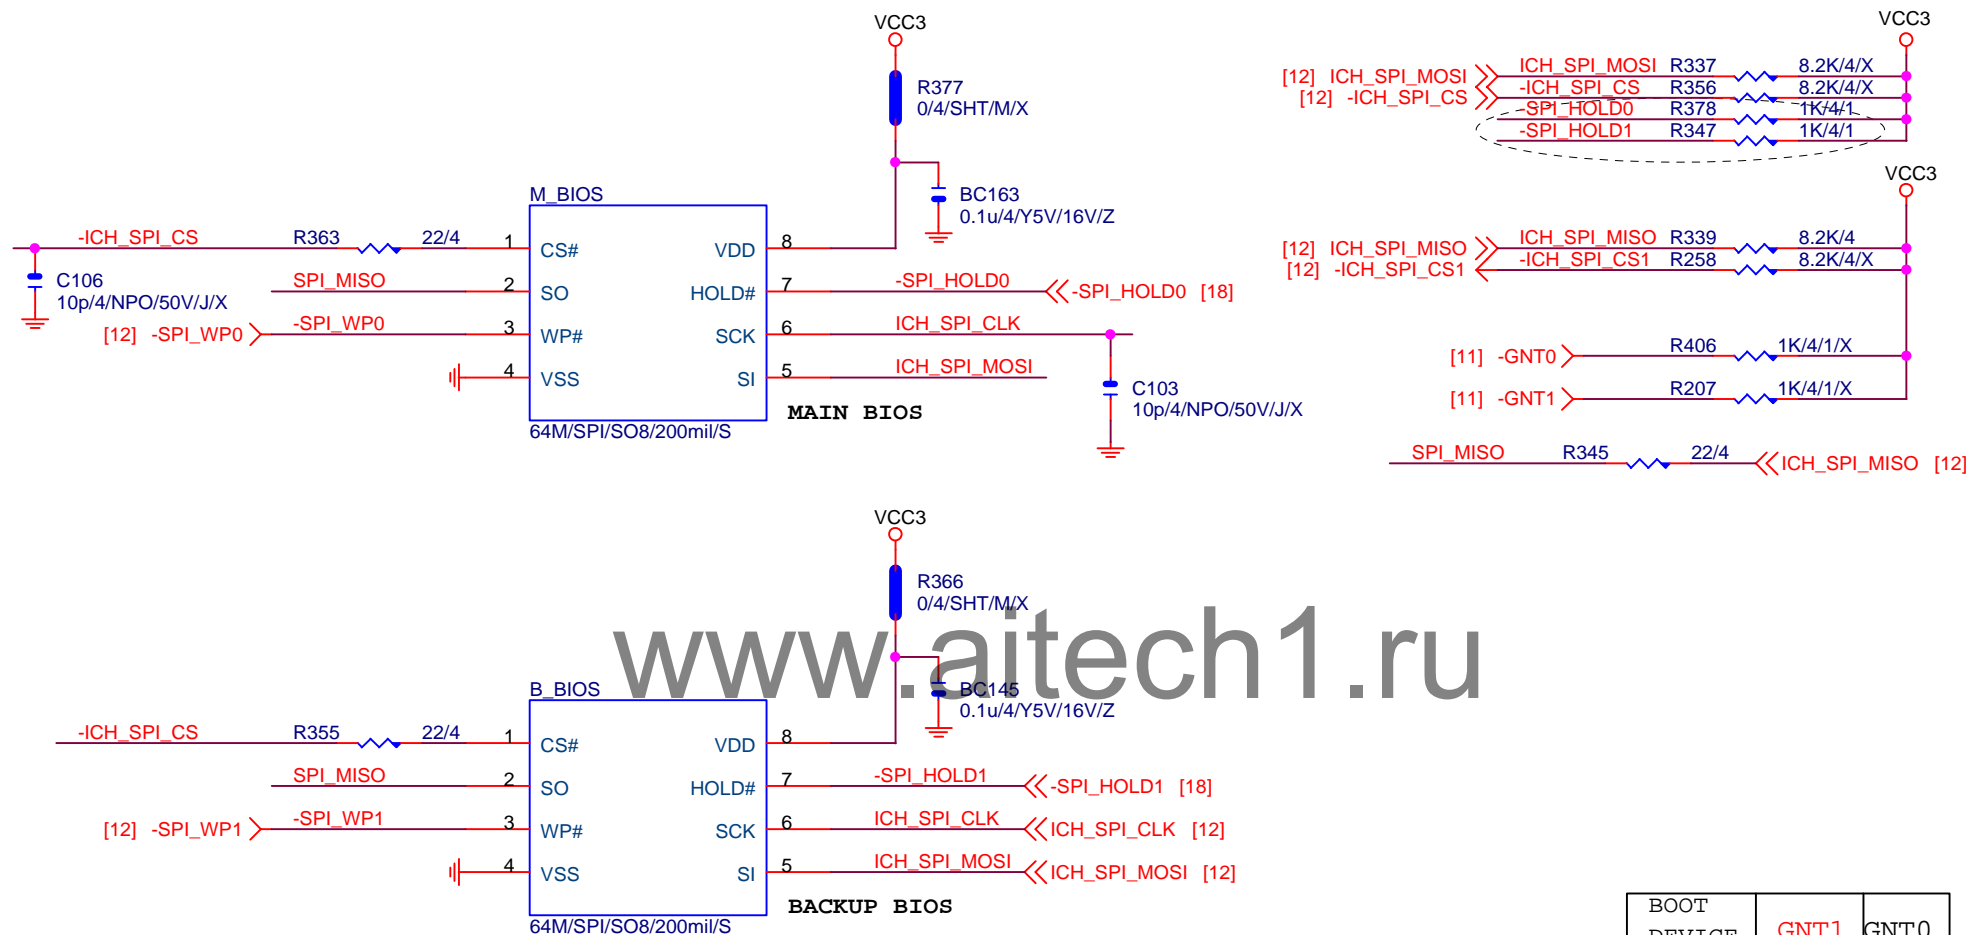 VCC3
R377
0/4/SHT/M/X
BC163
0.1u/4/Y5V/16V/Z
M_BIOS
-ICH_SPI_CS R363 22/4 1 CS# VDD 8
C106
10p/4/NPO/50V/J/X
SPI_MISO 2 SO HOLD# 7 -SPI_HOLD0 -SPI_HOLD0 [18]
[12] -SPI_WP0 -SPI_WP0 3 WP# SCK 6 ICH_SPI_CLK
4 VSS SI 5 ICH_SPI_MOSI
C103
10p/4/NPO/50V/J/X
MAIN BIOS
64M/SPI/SO8/200mil/S
VCC3
[12] ICH_SPI_MOSI ICH_SPI_MOSI R337 8.2K/4/X
[12] -ICH_SPI_CS -ICH_SPI_CS R356 8.2K/4/X
-SPI_HOLD0 R378 1K/4/1
-SPI_HOLD1 R347 1K/4/1
VCC3
[12] ICH_SPI_MISO ICH_SPI_MISO R339 8.2K/4
[12] -ICH_SPI_CS1 -ICH_SPI_CS1 R258 8.2K/4/X
[11] -GNT0 R406 1K/4/1/X
[11] -GNT1 R207 1K/4/1/X
SPI_MISO R345 22/4 ICH_SPI_MISO [12]
VCC3
R366
0/4/SHT/M/X
www.aitech1.ru
BC145
0.1u/4/Y5V/16V/Z
B_BIOS
-ICH_SPI_CS R355 22/4 1 CS# VDD 8
SPI_MISO 2 SO HOLD# 7 -SPI_HOLD1 -SPI_HOLD1 [18]
[12] -SPI_WP1 -SPI_WP1 3 WP# SCK 6 ICH_SPI_CLK ICH_SPI_CLK [12]
4 VSS SI 5 ICH_SPI_MOSI ICH_SPI_MOSI [12]
BACKUP BIOS
64M/SPI/SO8/200mil/S
BOOT
DEVICE GNT1 GNT0